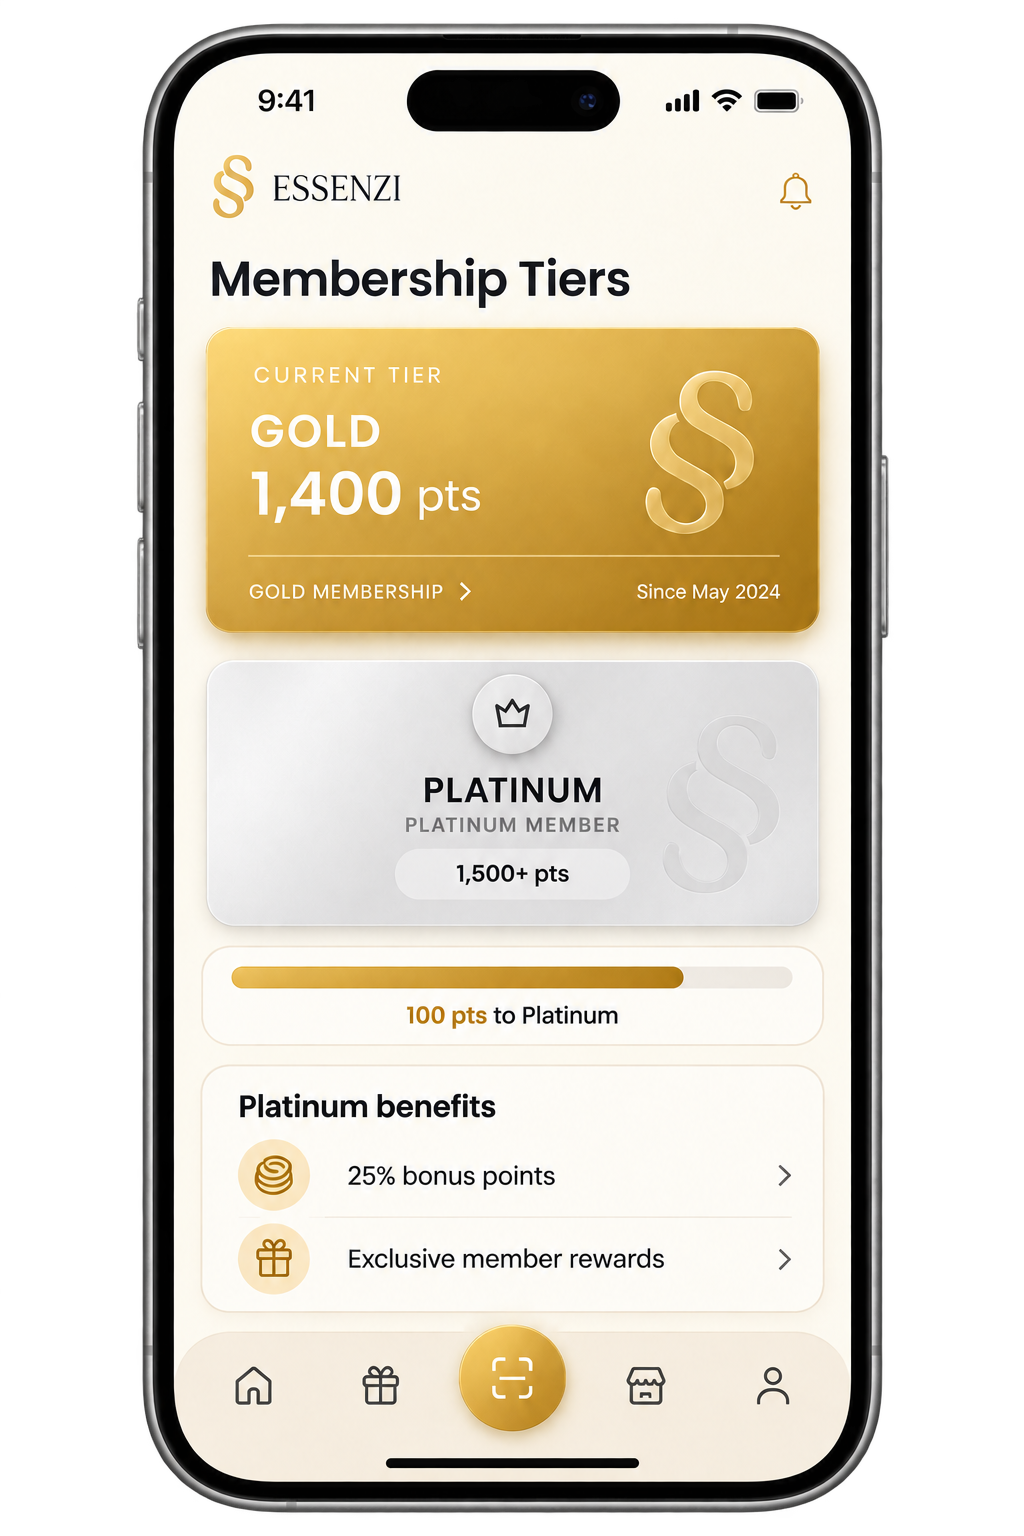 9:41
ESSENZI
Membership Tiers
CURRENT TIER
GOLD
1,400 pts
GOLD MEMBERSHIP
Since May 2024
PLATINUM
PLATINUM MEMBER
1,500+ pts
100 pts to Platinum
Platinum benefits
25% bonus points
Exclusive member rewards